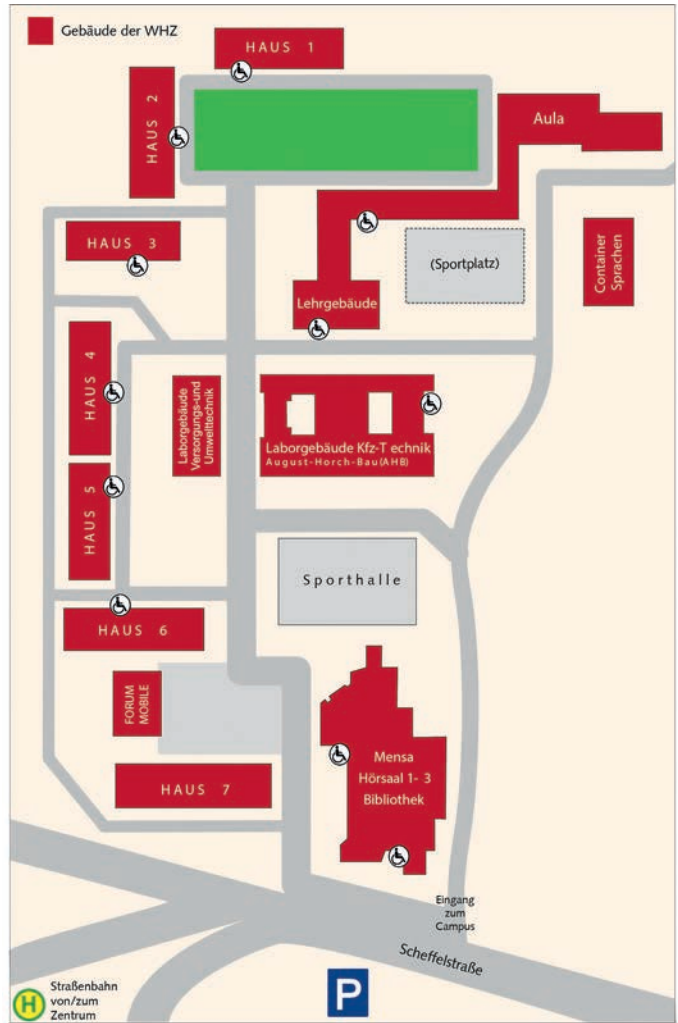 Gebäude der WHZ
HAUS 1
HAUS 2
Aula
HAUS 3
(Sportplatz)
Container
Sprachen
Lehrgebäude
HAUS 4
Laborgebäude
Versorgungs-und
Umwelttechnik
Laborgebäude Kfz-T echnik
August-Horch-Bau(AHB)
HAUS 5
Sporthalle
HAUS 6
FORUM
MOBILE
Mensa
Hörsaal 1- 3
Bibliothek
HAUS 7
Eingang
zum
Campus
Scheffelstraße
H
Straßenbahn
von/zum
Zentrum
P